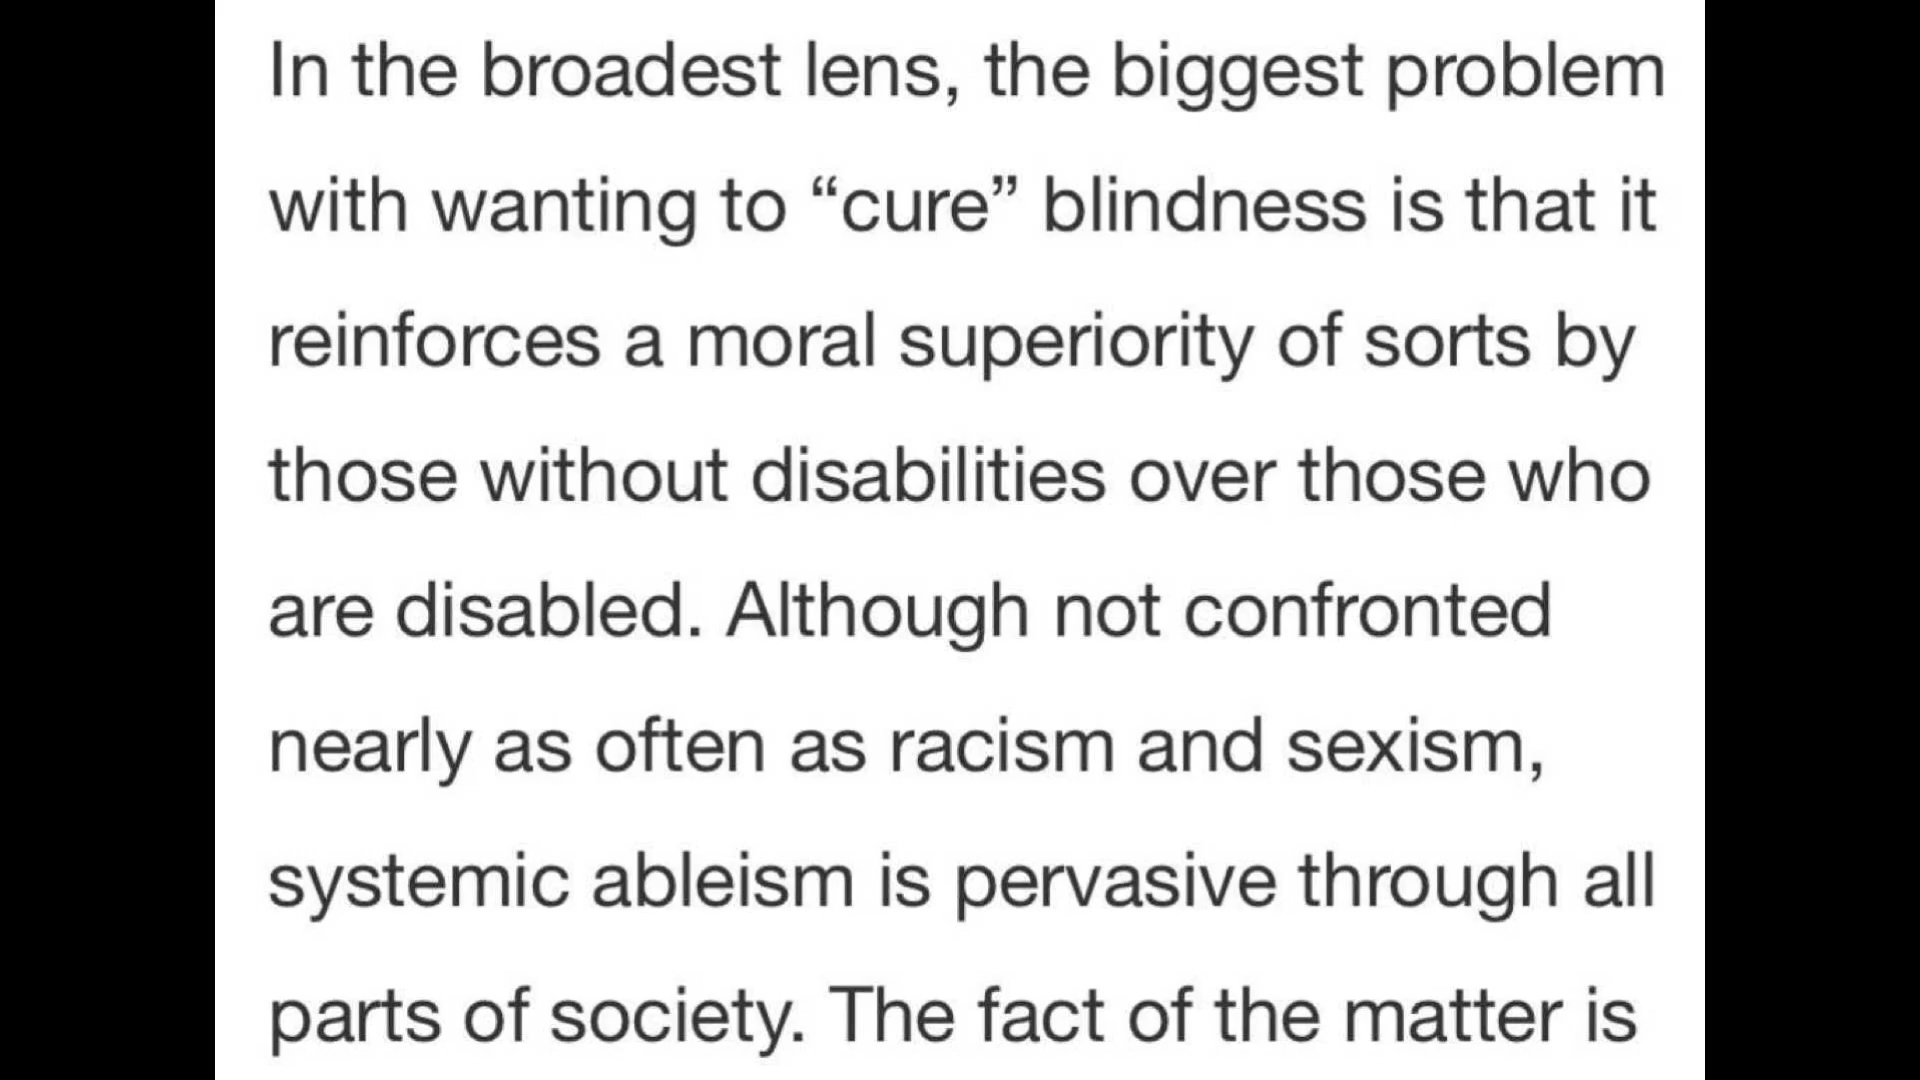 In the broadest lens, the biggest problem
with wanting to “cure” blindness is that it
reinforces a moral superiority of sorts by
those without disabilities over those who
are disabled. Although not confronted
nearly as often as racism and sexism,
systemic ableism is pervasive through all
parts of society. The fact of the matter is